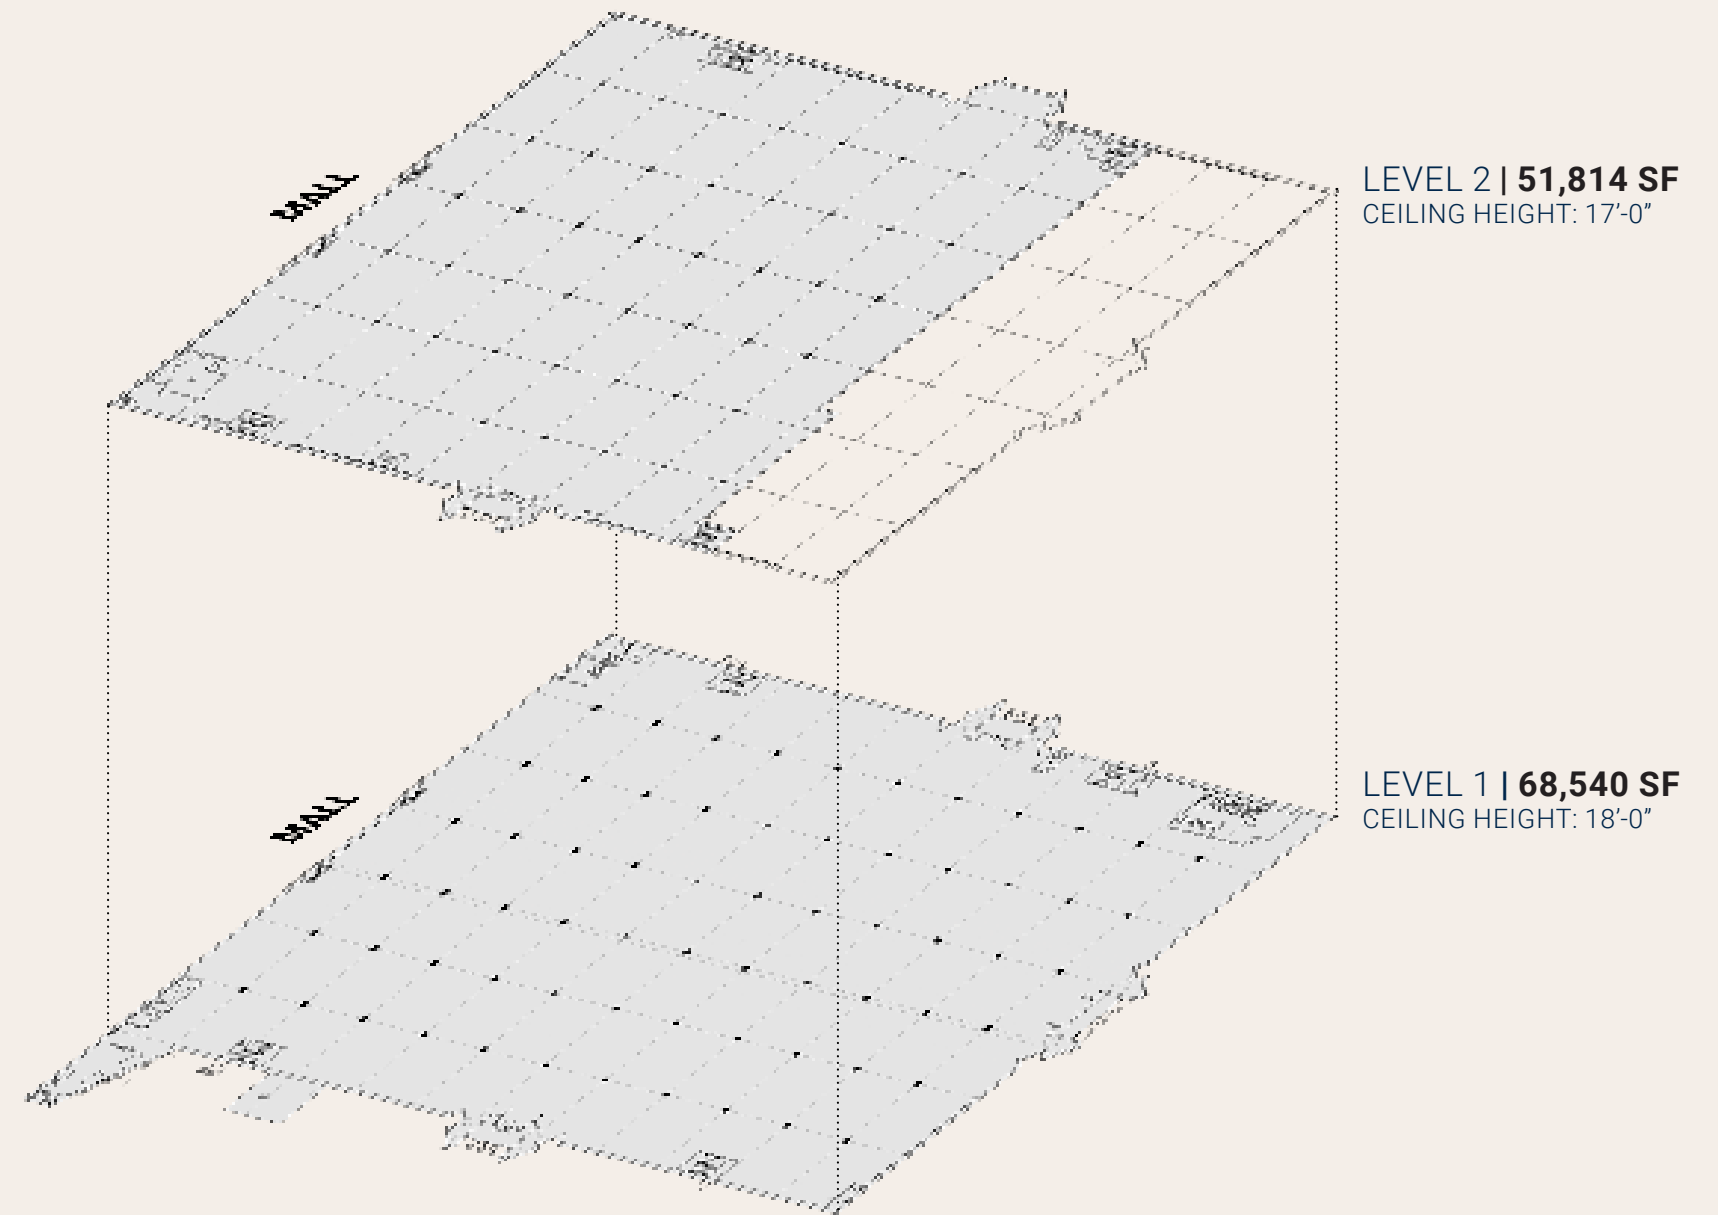 MALL
LEVEL 2 | 51,814 SF
CEILING HEIGHT: 17’-0”
MALL
LEVEL 1 | 68,540 SF
CEILING HEIGHT: 18’-0”